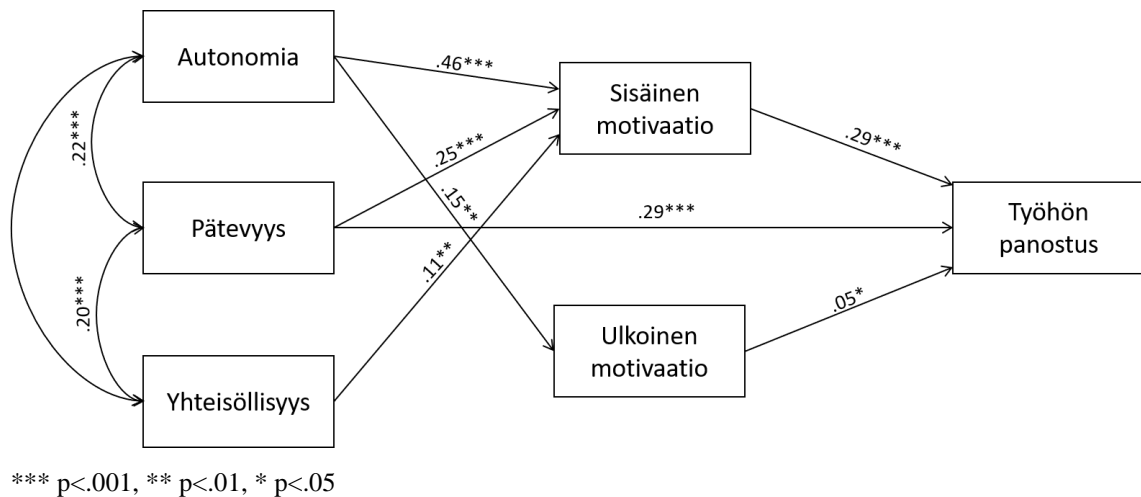 Autonomia
.46***
Sisäinen
motivaatio
.22***
.25***
.29***
.15**
Pätevyys
.29***
Työhön
panostus
.11**
.20***
.05*
Ulkoinen
motivaatio
Yhteisöllisyys
*** p<.001, ** p<.01, * p<.05